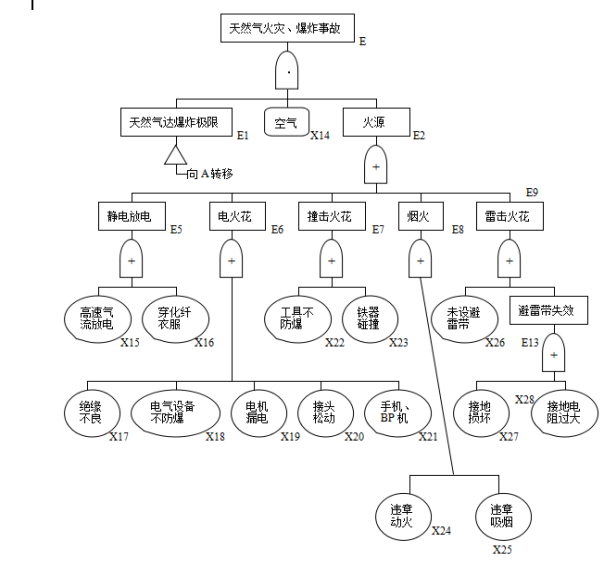 天然气火灾、爆炸事故
E
·
天然气达爆炸极限
E1
空气
X14
火源
E2
向A转移
+
E9
静电放电
E5
电火花
E6
撞击火花
E7
烟火
E8
雷击火花
+
+
+
+
+
高速气
流放电
X15
穿化纤
衣服
X16
工具不
防爆
X22
铁器
碰撞
X23
未设避
雷带
X26
避雷带失效
E13
+
绝缘
不良
X17
电气设备
不防爆
X18
电机
漏电
X19
接头
松动
X20
手机、
BP机
X21
接地
损坏
X27
X28
接地电
阻过大
违章
动火
X24
违章
吸烟
X25